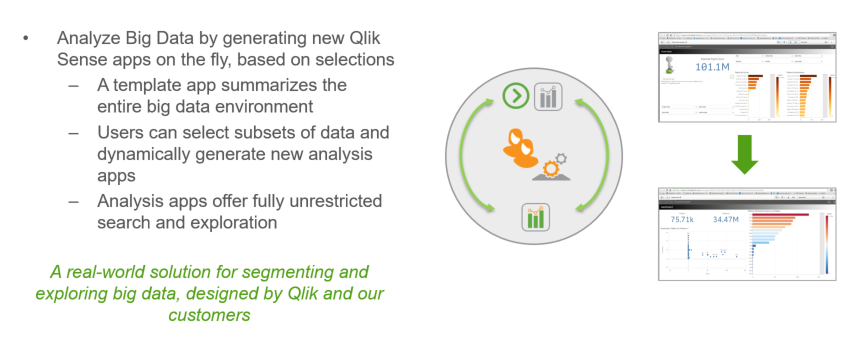 • Analyze Big Data by generating new Qlik
Sense apps on the fly, based on selections
– A template app summarizes the
entire big data environment
– Users can select subsets of data and
dynamically generate new analysis
apps
– Analysis apps offer fully unrestricted
search and exploration
A real-world solution for segmenting and
exploring big data, designed by Qlik and our
customers
101.1M
75.71k 34.47M